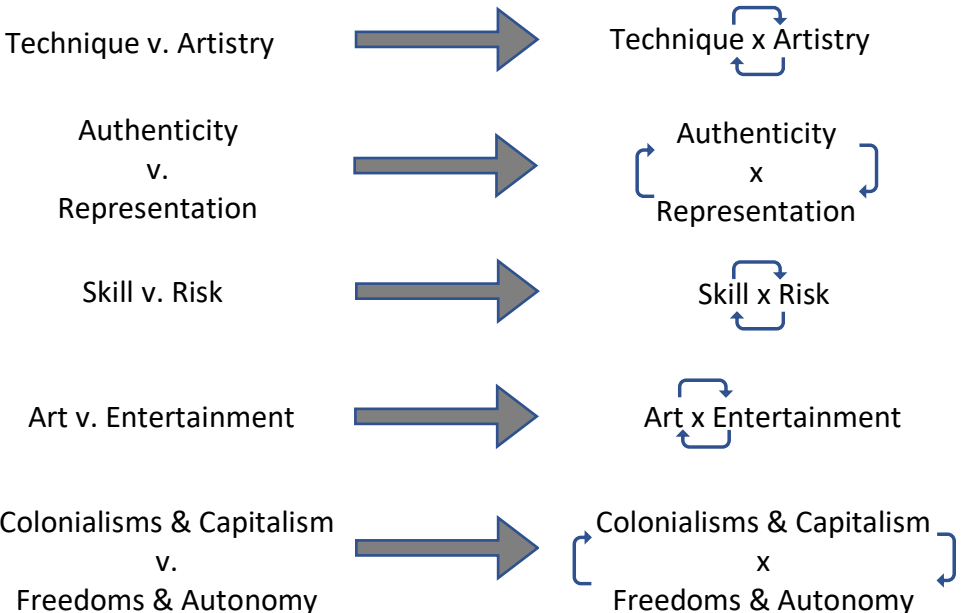 Technique v. Artistry
Technique x Artistry
Authenticity
v.
Representation
Authenticity
x
Representation
Skill v. Risk
Skill x Risk
Art v. Entertainment
Art x Entertainment
Colonialisms & Capitalism
v.
Freedoms & Autonomy
Colonialisms & Capitalism
x
Freedoms & Autonomy